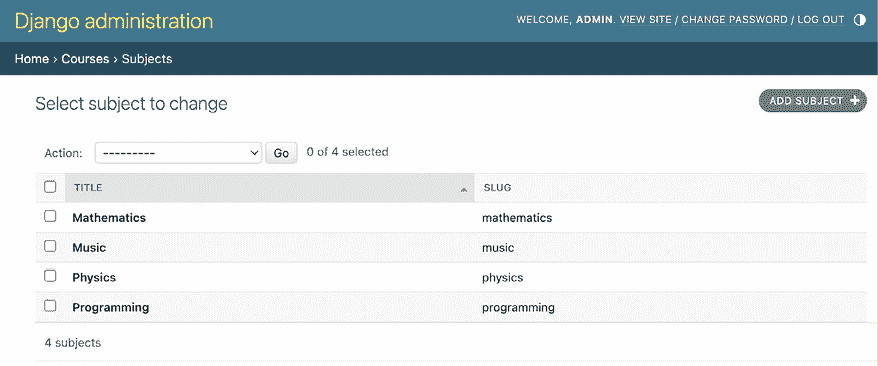 Django administration
WELCOME, ADMIN. VIEW SITE / CHANGE PASSWORD / LOG OUT
Home › Courses › Subjects
Select subject to change
ADD SUBJECT +
Action: --------- Go 0 of 4 selected
TITLE SLUG
Mathematics mathematics
Music music
Physics physics
Programming programming
4 subjects